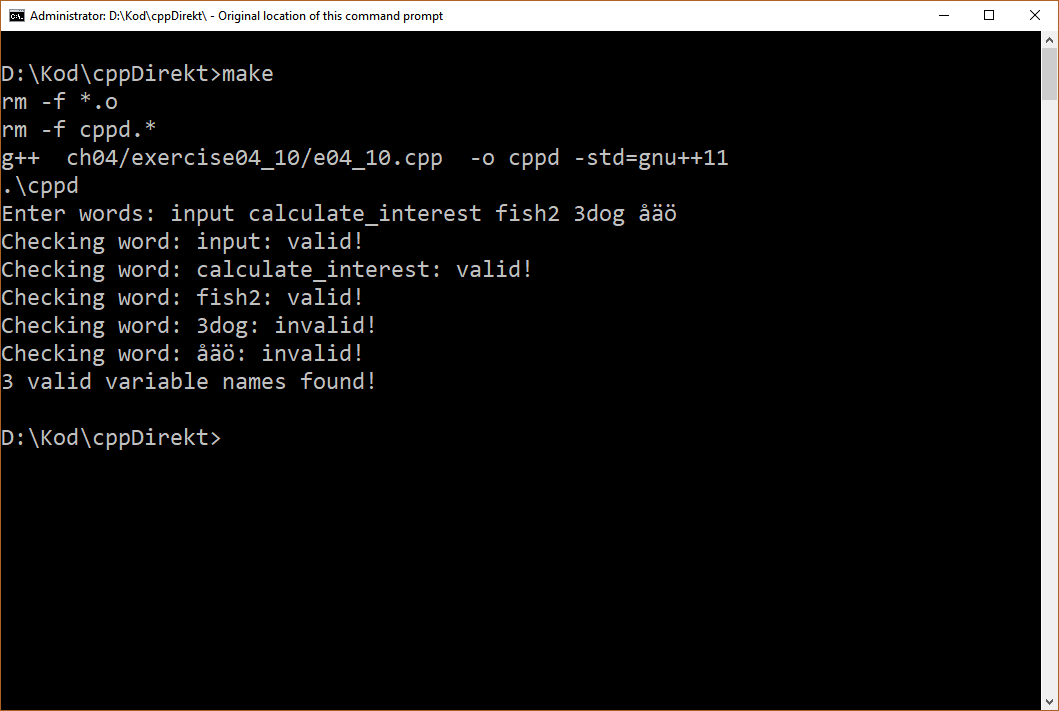 Administrator: D:\Kod\cppDirekt\ - Original location of this command prompt
D:\Kod\cppDirekt>make
rm -f *.o
rm -f cppd.*
g++  ch04/exercise04_10/e04_10.cpp  -o cppd -std=gnu++11
.\cppd
Enter words: input calculate_interest fish2 3dog åäö
Checking word: input: valid!
Checking word: calculate_interest: valid!
Checking word: fish2: valid!
Checking word: 3dog: invalid!
Checking word: åäö: invalid!
3 valid variable names found!
D:\Kod\cppDirekt>